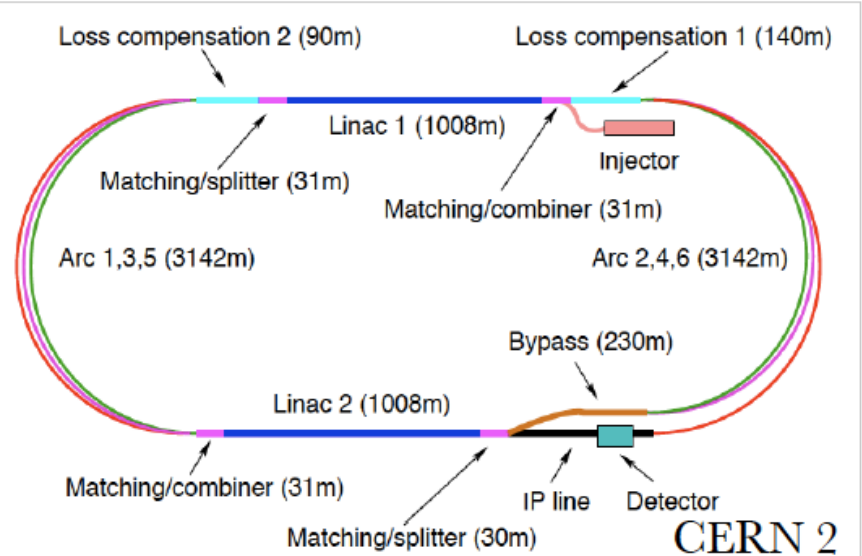 Loss compensation 2 (90m)
Loss compensation 1 (140m)
Linac 1 (1008m)
Injector
Matching/splitter (31m)
Matching/combiner (31m)
Arc 1,3,5 (3142m)
Arc 2,4,6 (3142m)
Bypass (230m)
Linac 2 (1008m)
Matching/combiner (31m)
IP line
Detector
Matching/splitter (30m)
CERN 2